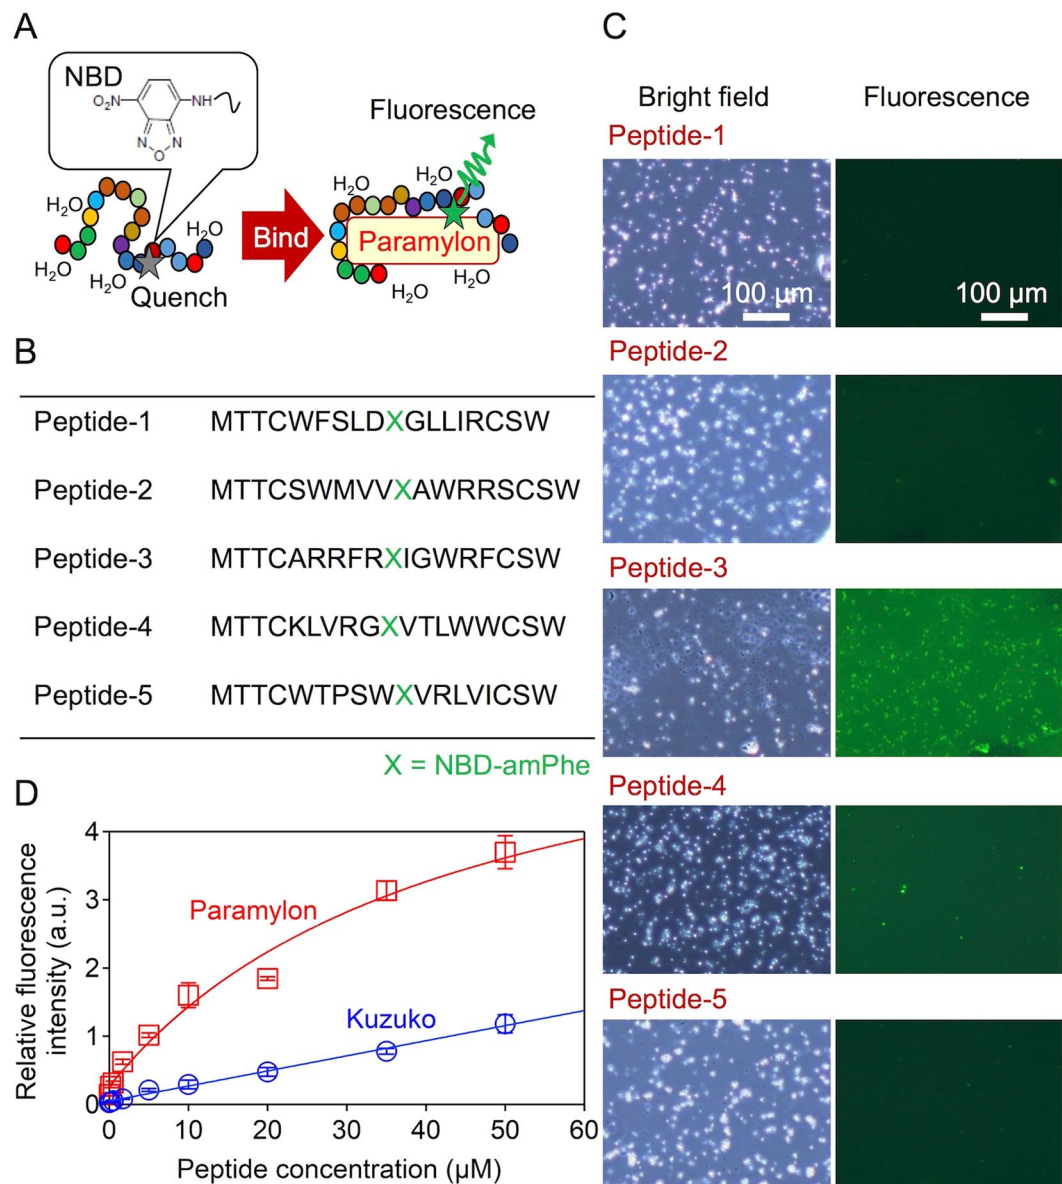 A
NBD
O₂N
NH
N
N
O
H₂O
H₂O
H₂O
H₂O
Quench
Bind
Fluorescence
H₂O
H₂O
Paramylon
H₂O
H₂O
B
Peptide-1 MTTCWFSLDXGLLIRCSW
Peptide-2 MTTCSWMVVXAWRRSCSW
Peptide-3 MTTCARRFRXIGWRFCSW
Peptide-4 MTTCKLVRGXVTLWWCSW
Peptide-5 MTTCWTPSWXVRLVICSW
X = NBD-amPhe
C
Bright field Fluorescence
Peptide-1
100 µm 100 µm
Peptide-2
Peptide-3
Peptide-4
Peptide-5
D
Relative fluorescence
intensity (a.u.)
4
3
2
1
0
Paramylon
Kuzuko
0 10 20 30 40 50 60
Peptide concentration (µM)